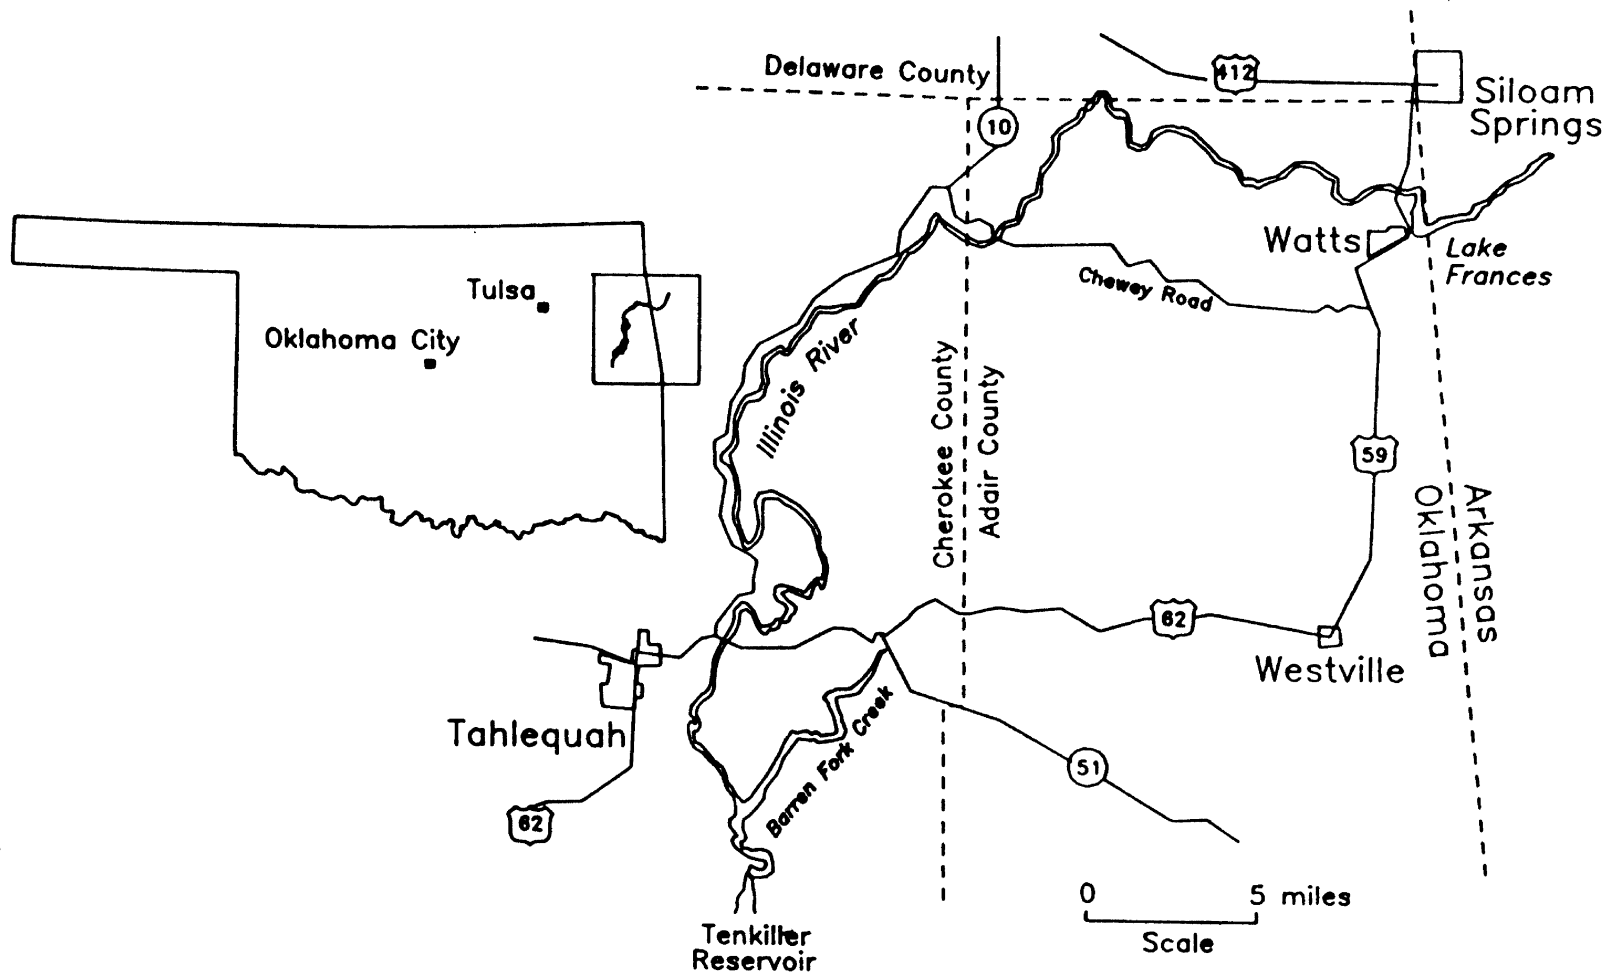 Delaware County
412
Siloam
Springs
10
Watts
Lake
Frances
Tulsa
Oklahoma City
Chewey Road
Illinois River
Cherokee County
Adair County
59
Arkansas
Oklahoma
62
Westville
Tahlequah
Barren Fork Creek
51
62
0 5 miles
Scale
Tenkiller
Reservoir